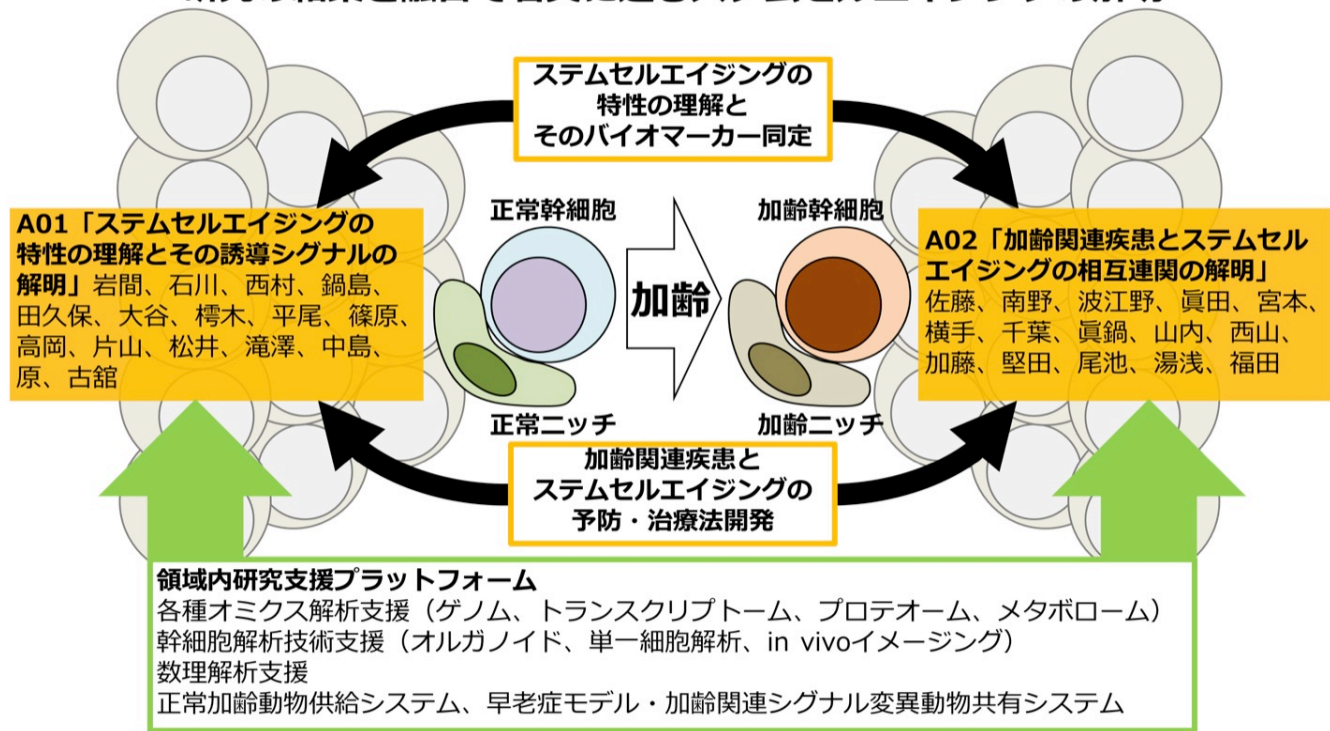 ステムセルエイジングの
特性の理解と
そのバイオマーカー同定
A01「ステムセルエイジングの
特性の理解とその誘導シグナルの
解明」岩間、石川、西村、鍋島、
田久保、大谷、樗木、平尾、篠原、
高岡、片山、松井、滝澤、中島、
原、古舘
正常幹細胞
加齢幹細胞
加齢
正常ニッチ
加齢ニッチ
A02「加齢関連疾患とステムセル
エイジングの相互連関の解明」
佐藤、南野、波江野、眞田、宮本、
横手、千葉、眞鍋、山内、西山、
加藤、堅田、尾池、湯浅、福田
加齢関連疾患と
ステムセルエイジングの
予防・治療法開発
領域内研究支援プラットフォーム
各種オミクス解析支援（ゲノム、トランスクリプトーム、プロテオーム、メタボローム）
幹細胞解析技術支援（オルガノイド、単一細胞解析、in vivoイメージング）
数理解析支援
正常加齢動物供給システム、早老症モデル・加齢関連シグナル変異動物共有システム